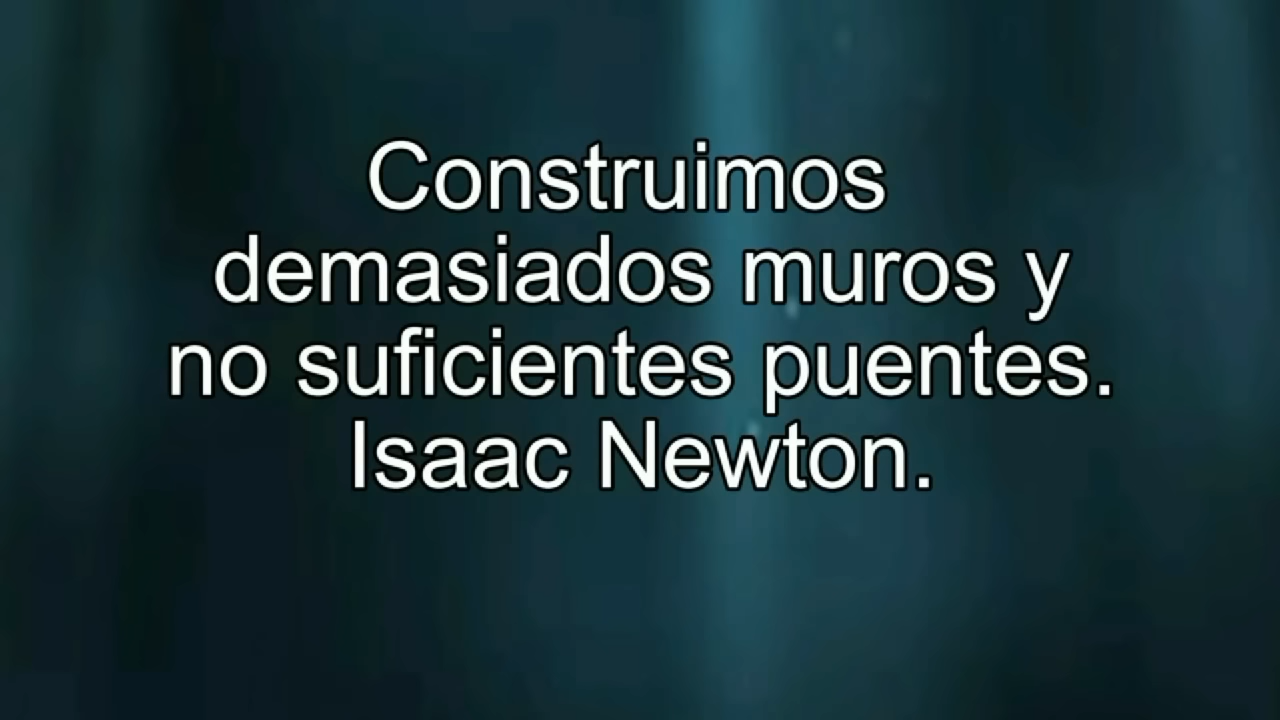 Construimos
demasiados muros y
no suficientes puentes.
Isaac Newton.